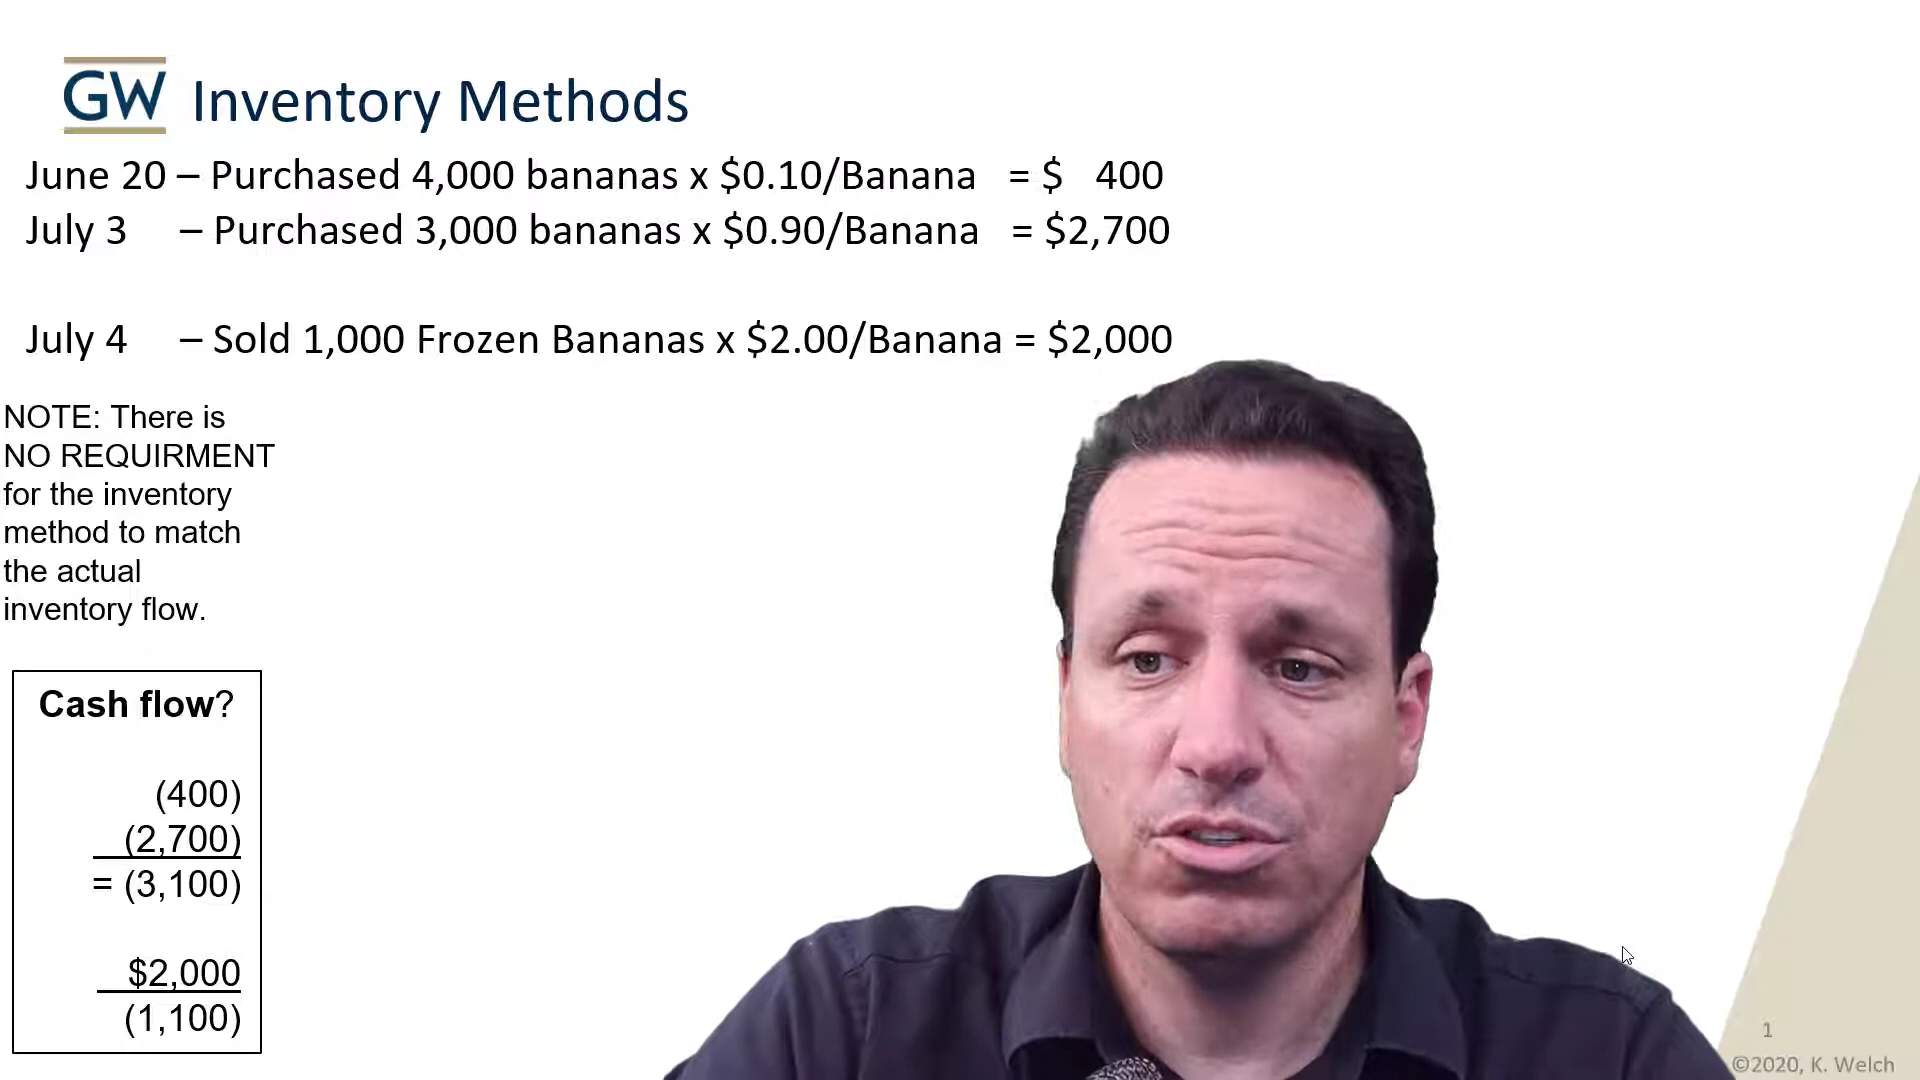 GW Inventory Methods
June 20 – Purchased 4,000 bananas x $0.10/Banana = $ 400
July 3 – Purchased 3,000 bananas x $0.90/Banana = $2,700
July 4 – Sold 1,000 Frozen Bananas x $2.00/Banana = $2,000
NOTE: There is
NO REQUIRMENT
for the inventory
method to match
the actual
inventory flow.
Cash flow?
(400)
(2,700)
= (3,100)
$2,000
(1,100)
1
©2020, K. Welch